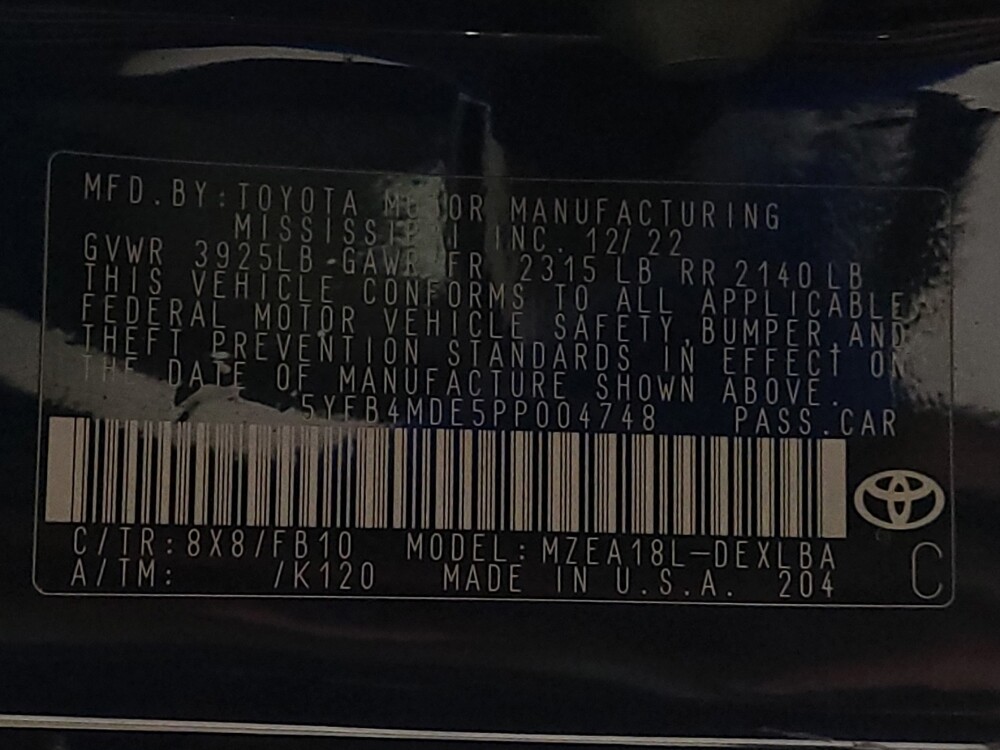 MFD.BY:TOYOTA MOTOR MANUFACTURING
MISSISSIPPI INC. 12/22
GVWR 3925LB GAWR FR 2315LB RR 2140LB
THIS VEHICLE CONFORMS TO ALL APPLICABLE
FEDERAL MOTOR VEHICLE SAFETY,BUMPER,AND
THEFT PREVENTION STANDARDS IN EFFECT ON
THE DATE OF MANUFACTURE SHOWN ABOVE.
5YFB4MDE5PP004748 PASS.CAR
C/TR:8X8/FB10 MODEL:MZEA18L-DEXLBA
A/TM: /K120 MADE IN U.S.A. 204
C